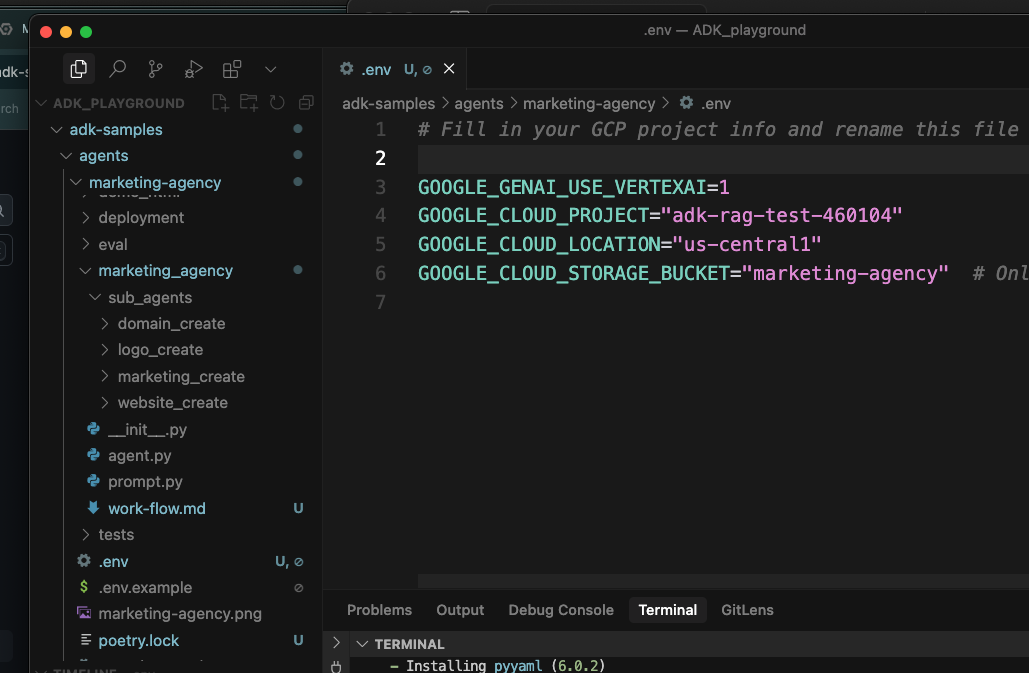 .env — ADK_playground
adk-s
rch
.env U,
adk-samples > agents > marketing-agency > .env
ADK_PLAYGROUND
adk-samples
agents
marketing-agency
deployment
eval
marketing_agency
sub_agents
domain_create
logo_create
marketing_create
website_create
__init__.py
agent.py
prompt.py
work-flow.md U
tests
.env U,
.env.example
marketing-agency.png
poetry.lock U
TIMELINE
1 # Fill in your GCP project info and rename this file
2
3 GOOGLE_GENAI_USE_VERTEXAI=1
4 GOOGLE_CLOUD_PROJECT="adk-rag-test-460104"
5 GOOGLE_CLOUD_LOCATION="us-central1"
6 GOOGLE_CLOUD_STORAGE_BUCKET="marketing-agency" # Onl
7
Problems Output Debug Console Terminal GitLens
TERMINAL
- Installing pyyaml (6.0.2)